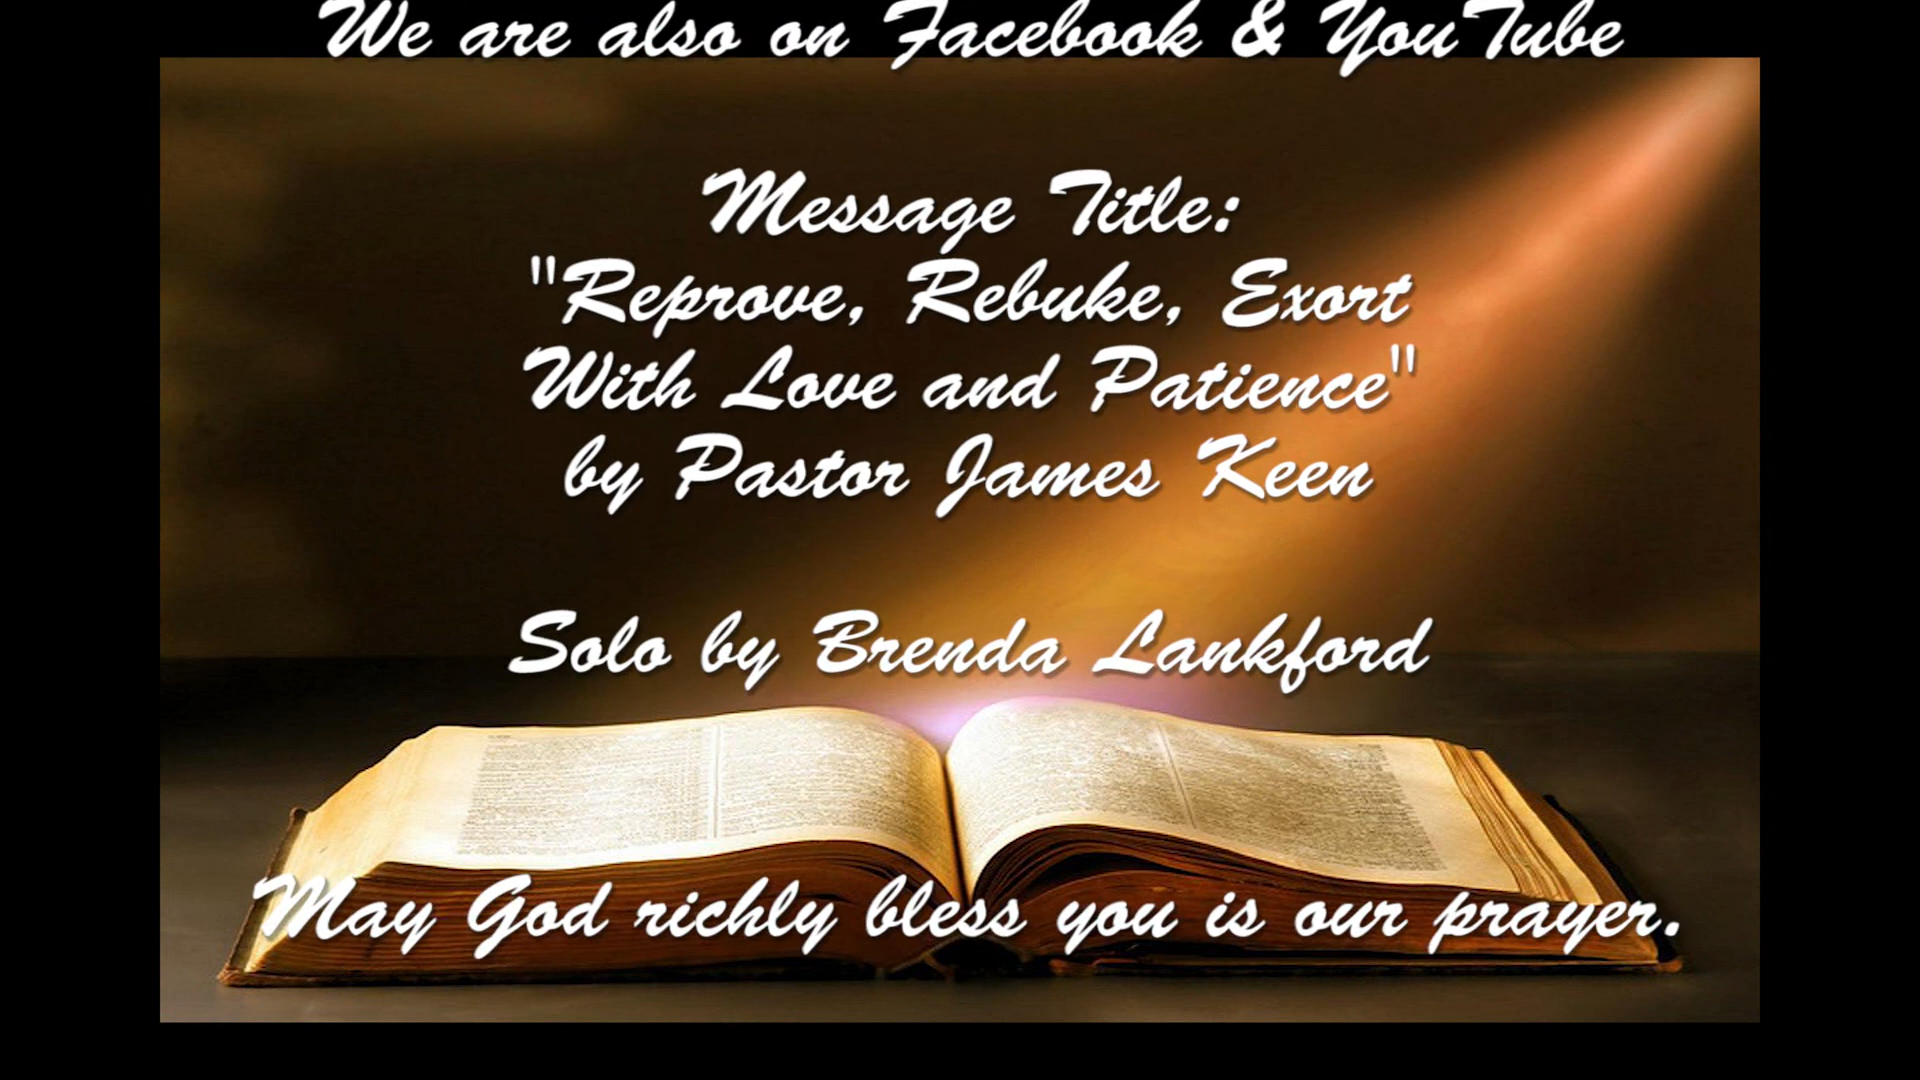 We are also on Facebook & YouTube
Message Title:
"Reprove, Rebuke, Exort
With Love and Patience"
by Pastor James Keen
Solo by Brenda Lankford
May God richly bless you is our prayer.